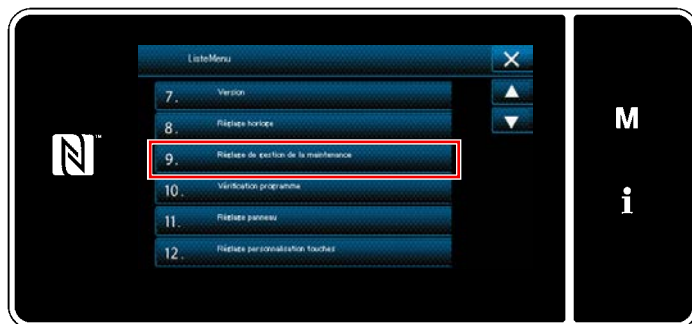 ListeMenu
7. Version
8. Réglage horloge
9. Réglage de gestion de la maintenance
10. Vérification programme
11. Réglage panneau
12. Réglage personnalisation touches
M
i